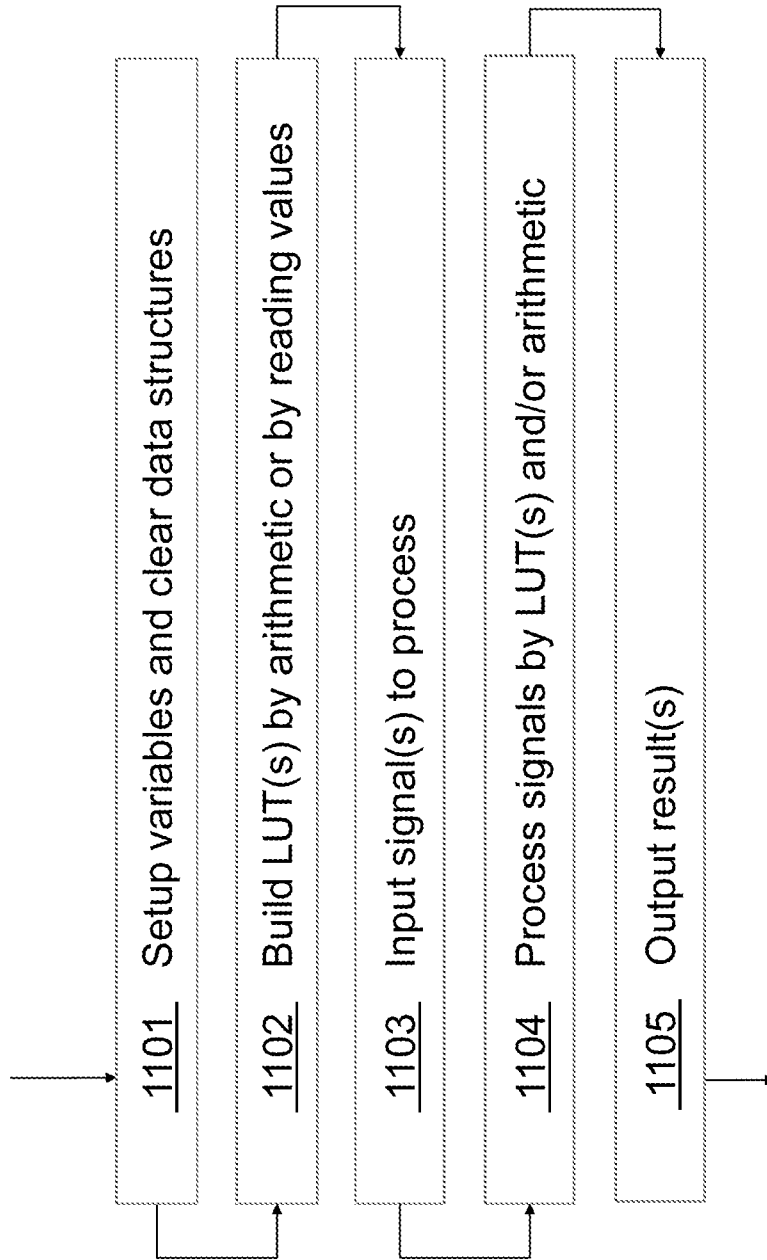 1101 Setup variables and clear data structures
1102 Build LUT(s) by arithmetic or by reading values
1103 Input signal(s) to process
1104 Process signals by LUT(s) and/or arithmetic
1105 Output result(s)